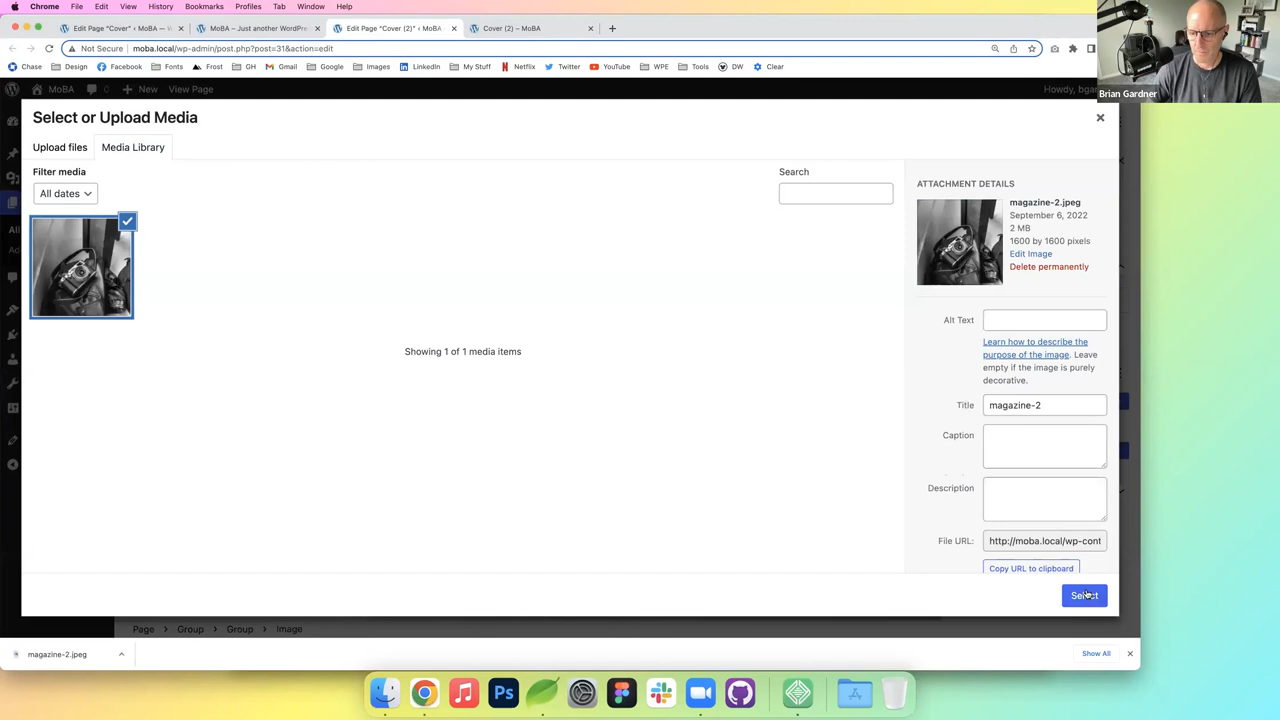 Chrome File Edit View History Bookmarks Profiles Tab Window Help
Edit Page "Cover" ‹ MoBA — W
MoBA – Just another WordPre
Edit Page "Cover (2)" ‹ MoBA
Cover (2) – MoBA
Not Secure moba.local/wp-admin/post.php?post=31&action=edit
Chase Design Facebook Fonts Frost GH Gmail Google Images LinkedIn My Stuff Netflix Twitter YouTube WPE Tools DW Clear
Brian Gardner
MoBA 0 New View Page
Howdy, bgar
Select or Upload Media
Upload files Media Library
Filter media
All dates
Search
Showing 1 of 1 media items
ATTACHMENT DETAILS
magazine-2.jpeg
September 6, 2022
2 MB
1600 by 1600 pixels
Edit Image
Delete permanently
Alt Text
Learn how to describe the
purpose of the image. Leave
empty if the image is purely
decorative.
Title magazine-2
Caption
Description
File URL: http://moba.local/wp-cont
Copy URL to clipboard
Select
Al
Page Group Group Image
magazine-2.jpeg
Show All
Ps